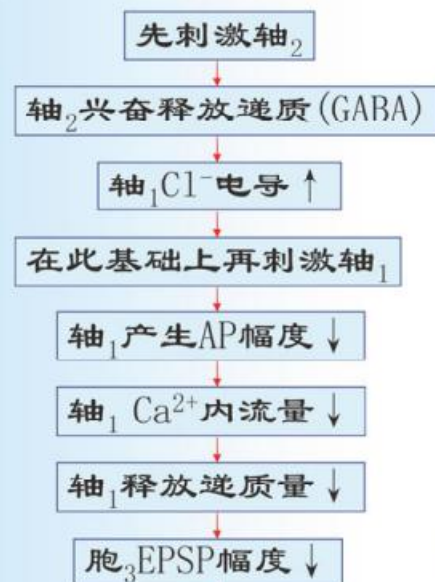 先刺激轴₂
轴₂兴奋释放递质(GABA)
轴₁Cl⁻电导↑
在此基础上再刺激轴₁
轴₁产生AP幅度↓
轴₁ Ca²⁺内流量↓
轴₁释放递质量↓
胞₃EPSP幅度↓